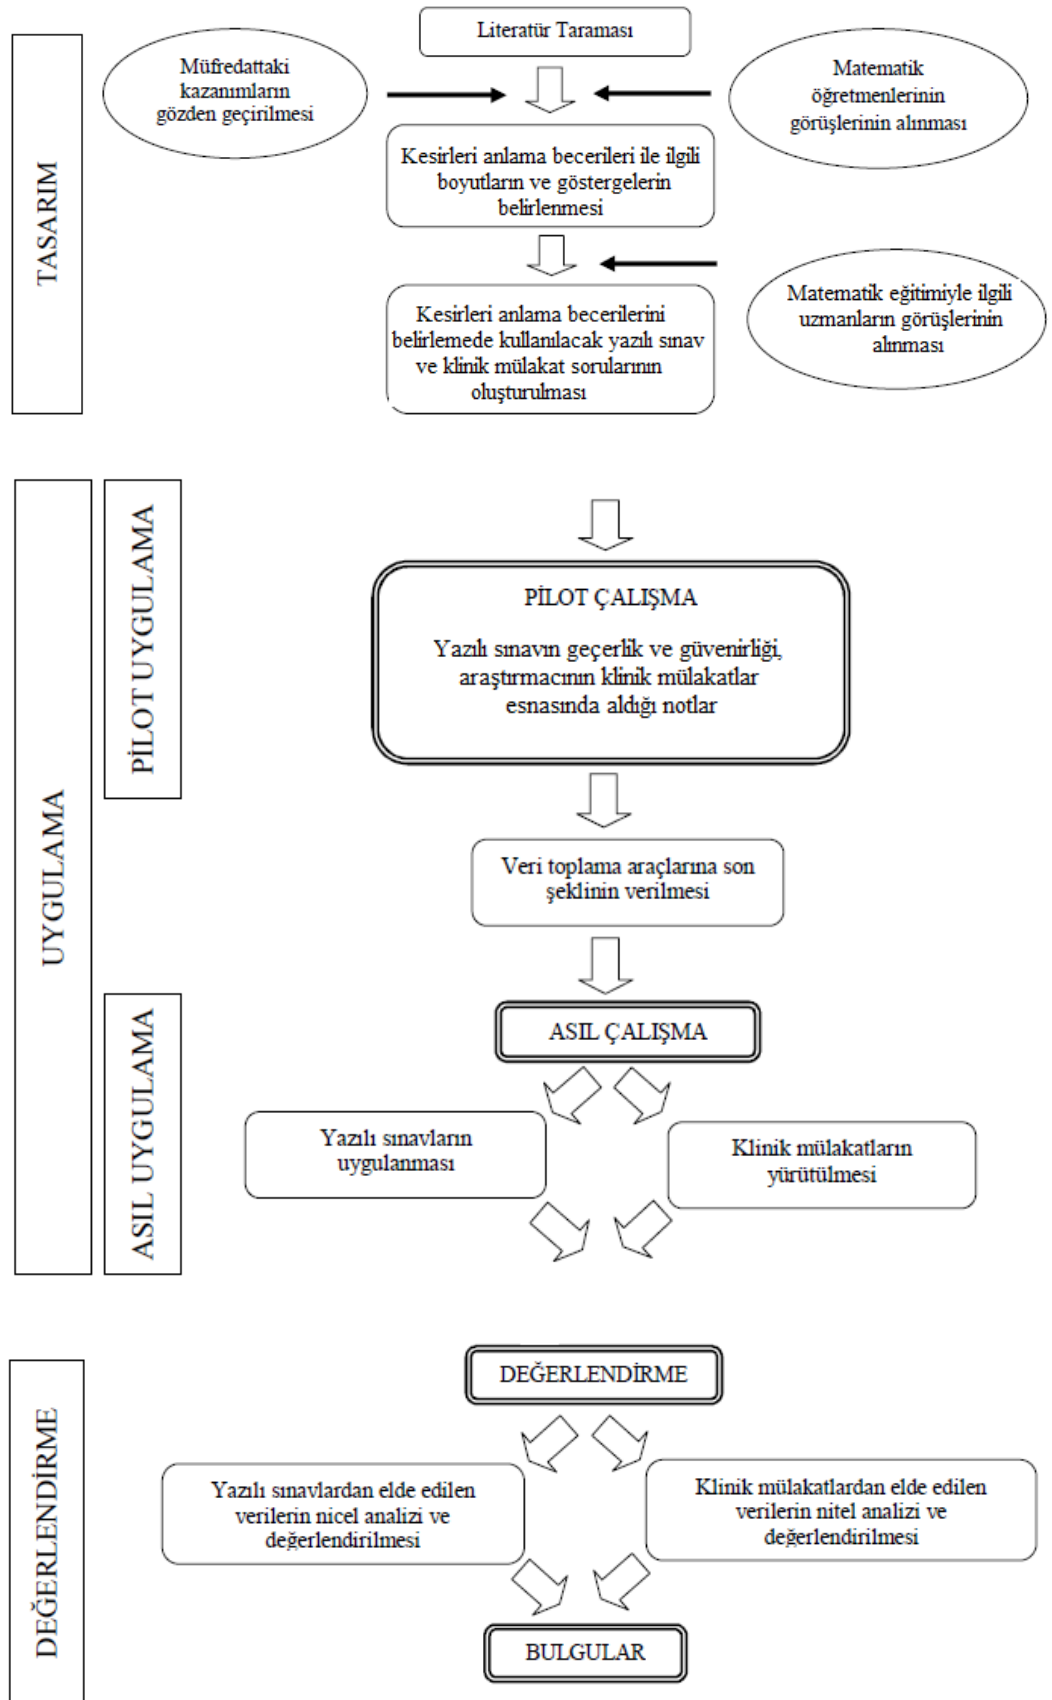 TASARIM
Literatür Taraması
Müfredattaki
kazanımların
gözden geçirilmesi
Matematik
öğretmenlerinin
görüşlerinin alınması
Kesirleri anlama becerileri ile ilgili
boyutların ve göstergelerin
belirlenmesi
Matematik eğitimiyle ilgili
uzmanların görüşlerinin
alınması
Kesirleri anlama becerilerini
belirlemede kullanılacak yazılı sınav
ve klinik mülakat sorularının
oluşturulması
UYGULAMA
PİLOT UYGULAMA
PİLOT ÇALIŞMA
Yazılı sınavın geçerlik ve güvenirliği,
araştırmacının klinik mülakatlar
esnasında aldığı notlar
Veri toplama araçlarına son
şeklinin verilmesi
ASIL UYGULAMA
ASIL ÇALIŞMA
Yazılı sınavların
uygulanması
Klinik mülakatların
yürütülmesi
DEĞERLENDİRME
DEĞERLENDİRME
Yazılı sınavlardan elde edilen
verilerin nicel analizi ve
değerlendirilmesi
Klinik mülakatlardan elde edilen
verilerin nitel analizi ve
değerlendirilmesi
BULGULAR